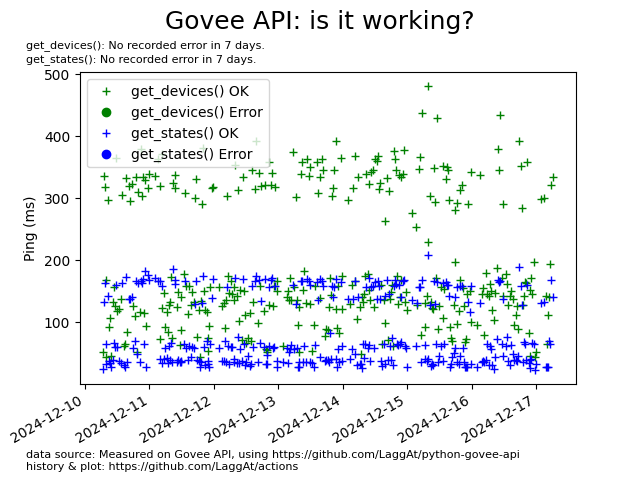 Govee API: is it working?
get_devices(): No recorded error in 7 days.
get_states(): No recorded error in 7 days.
get_devices() OK
get_devices() Error
get_states() OK
get_states() Error
Ping (ms)
500
400
300
200
100
2024-12-10
2024-12-11
2024-12-12
2024-12-13
2024-12-14
2024-12-15
2024-12-16
2024-12-17
data source: Measured on Govee API, using https://github.com/LaggAt/python-govee-api
history & plot: https://github.com/LaggAt/actions